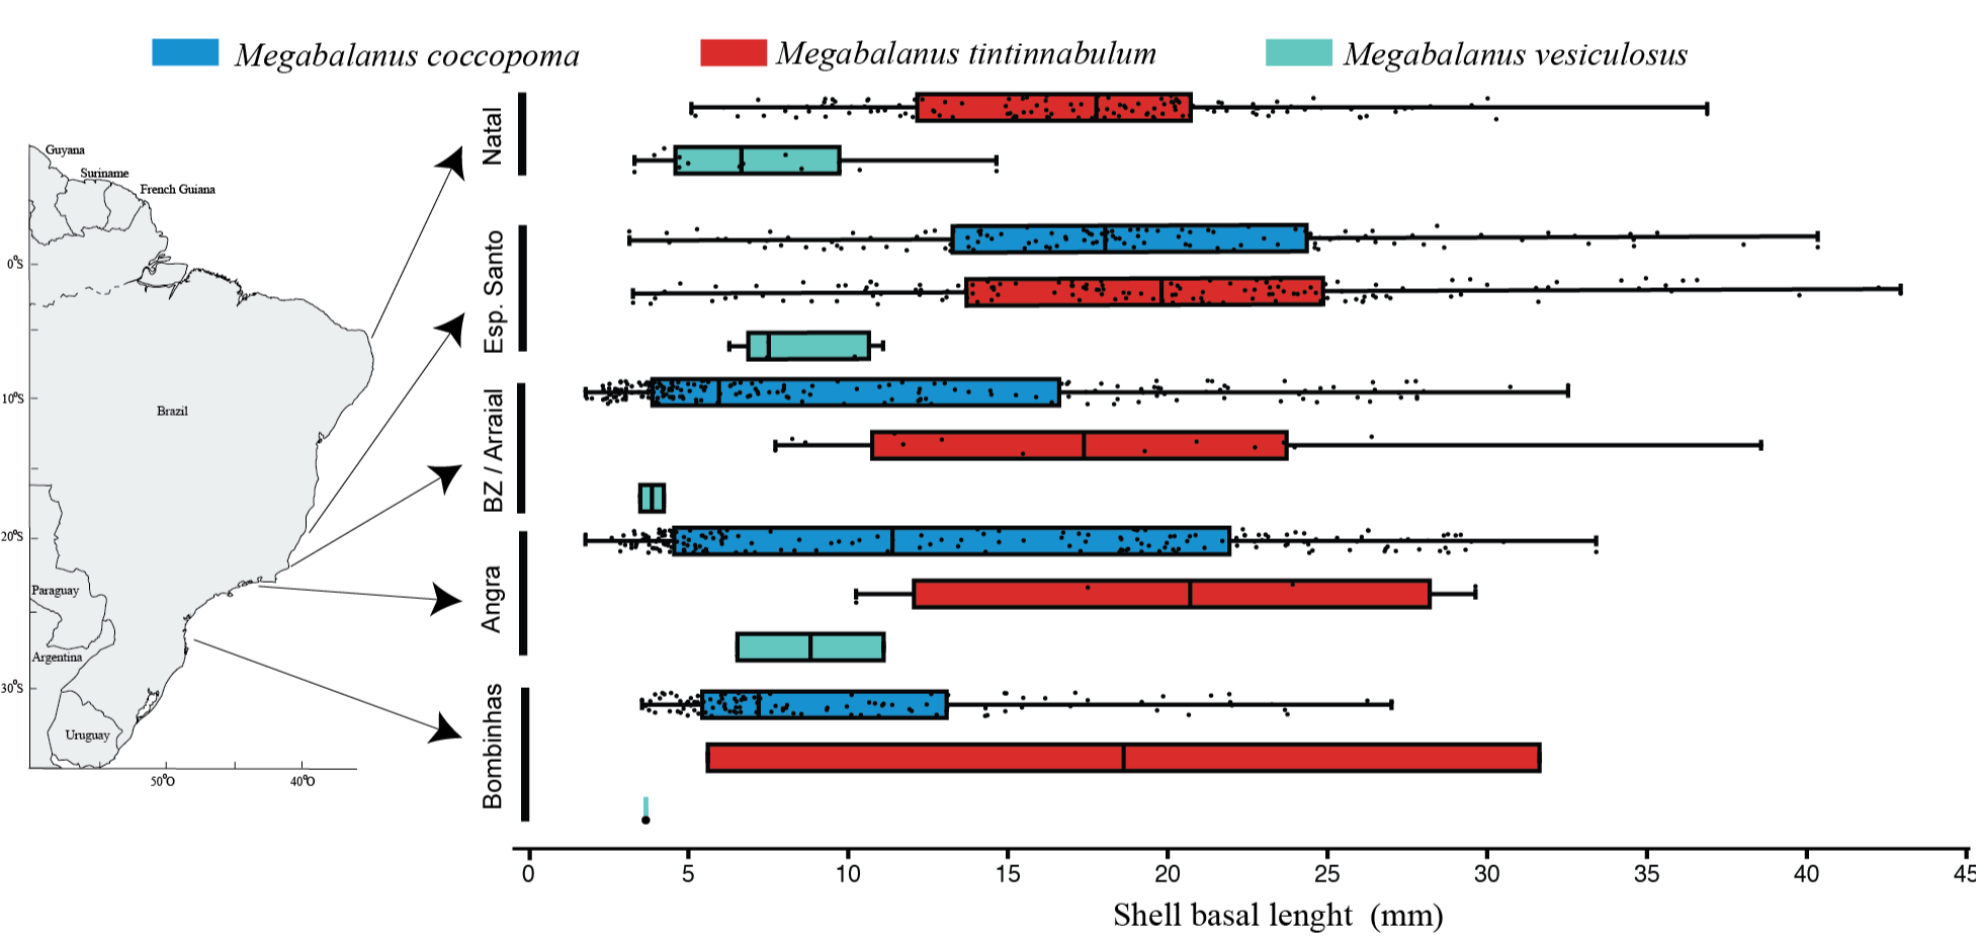 Megabalanus coccopoma
Megabalanus tintinnabulum
Megabalanus vesiculosus
Natal
Esp. Santo
BZ / Arraial
Angra
Bombinhas
Guyana
Suriname
French Guiana
0°S
10°S
Brazil
20°S
Paraguay
Argentina
30°S
Uruguay
50°O 40°O
0 5 10 15 20 25 30 35 40 45
Shell basal lenght (mm)